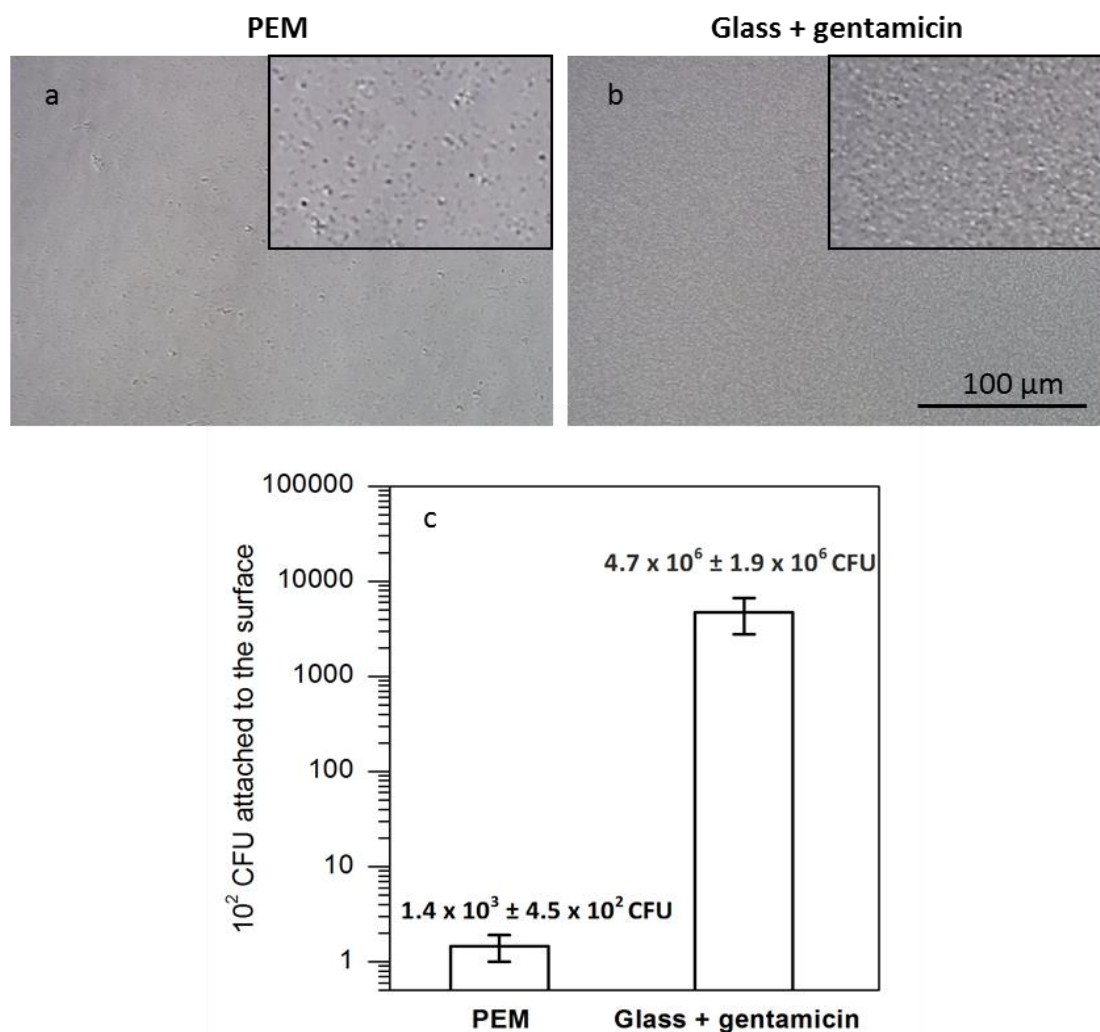 PEM
Glass + gentamicin
a
b
100 µm
100000
10000
1000
100
10
1
10² CFU attached to the surface
c
4.7 x 10⁶ ± 1.9 x 10⁶ CFU
1.4 x 10³ ± 4.5 x 10² CFU
PEM
Glass + gentamicin